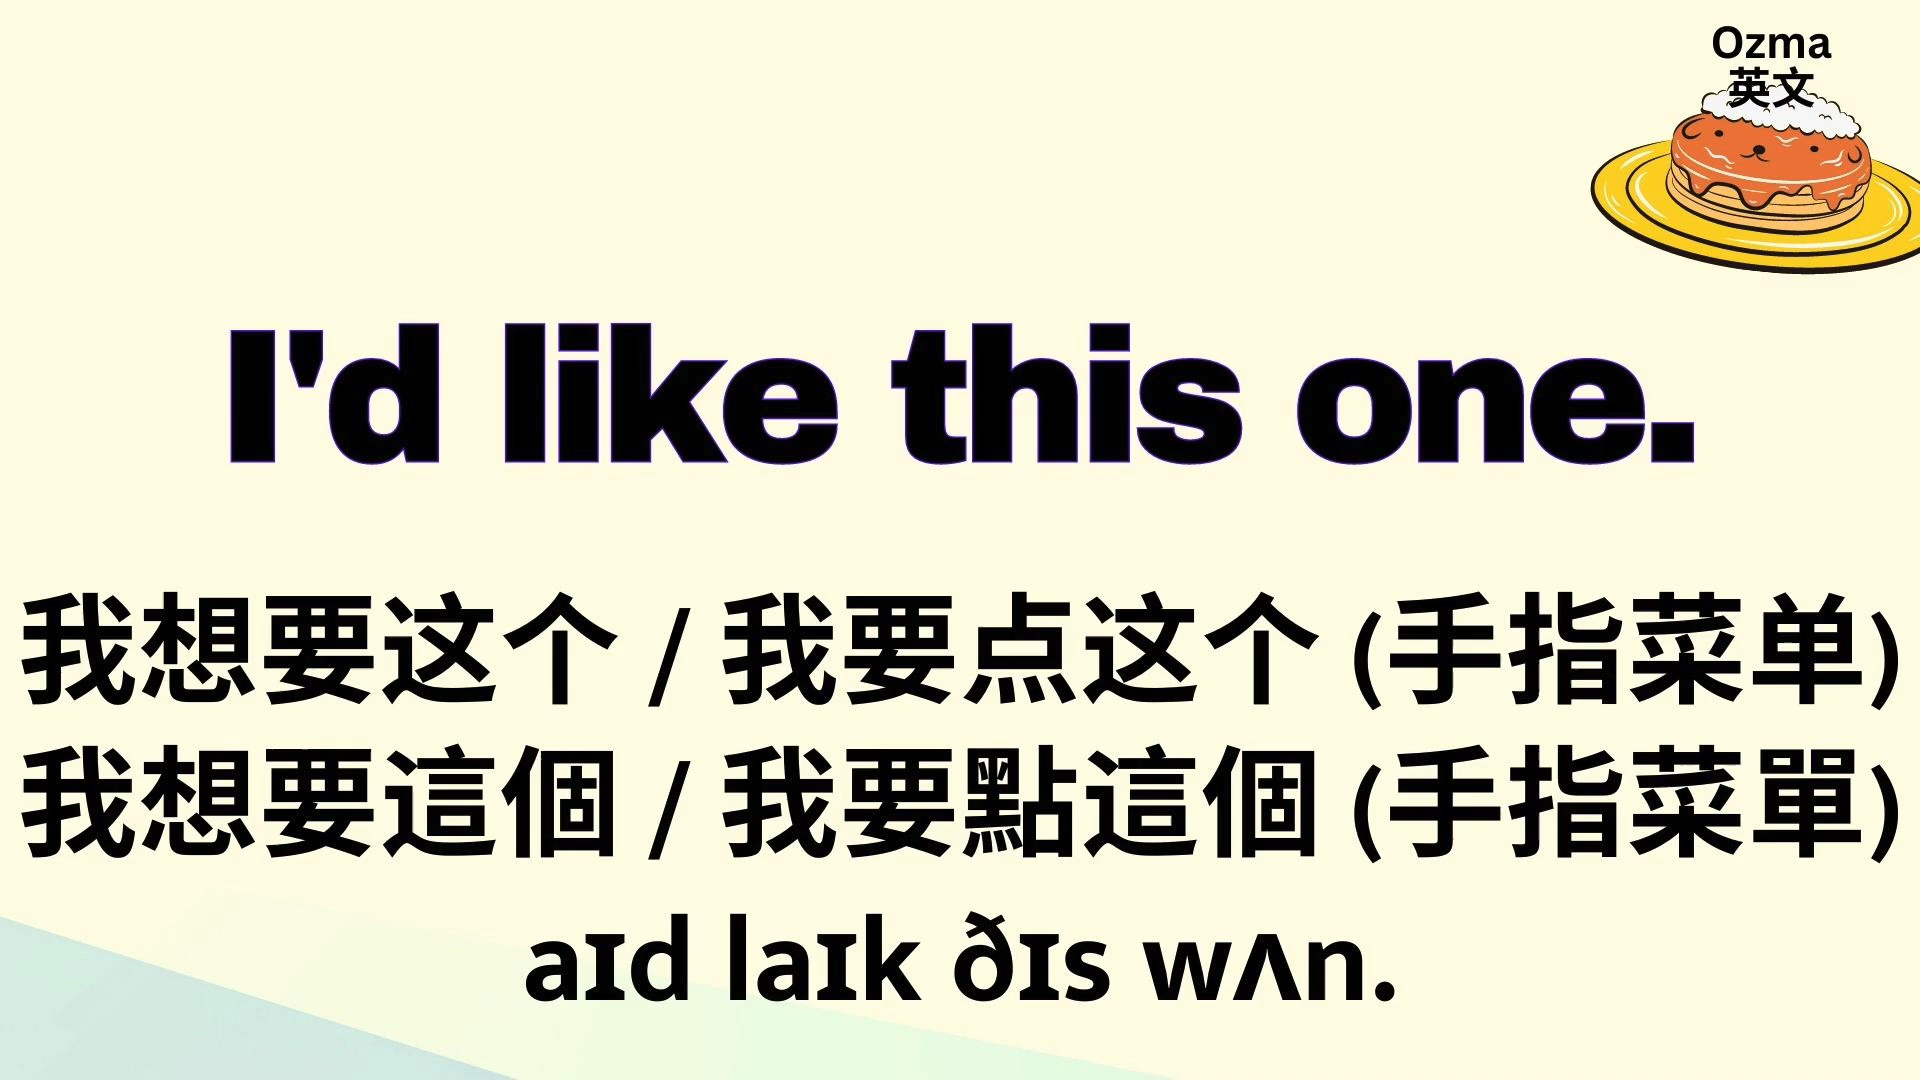 Ozma
英文
I'd like this one.
我想要这个 / 我要点这个 (手指菜单)
我想要這個 / 我要點這個 (手指菜單)
aɪd laɪk ðɪs wʌn.